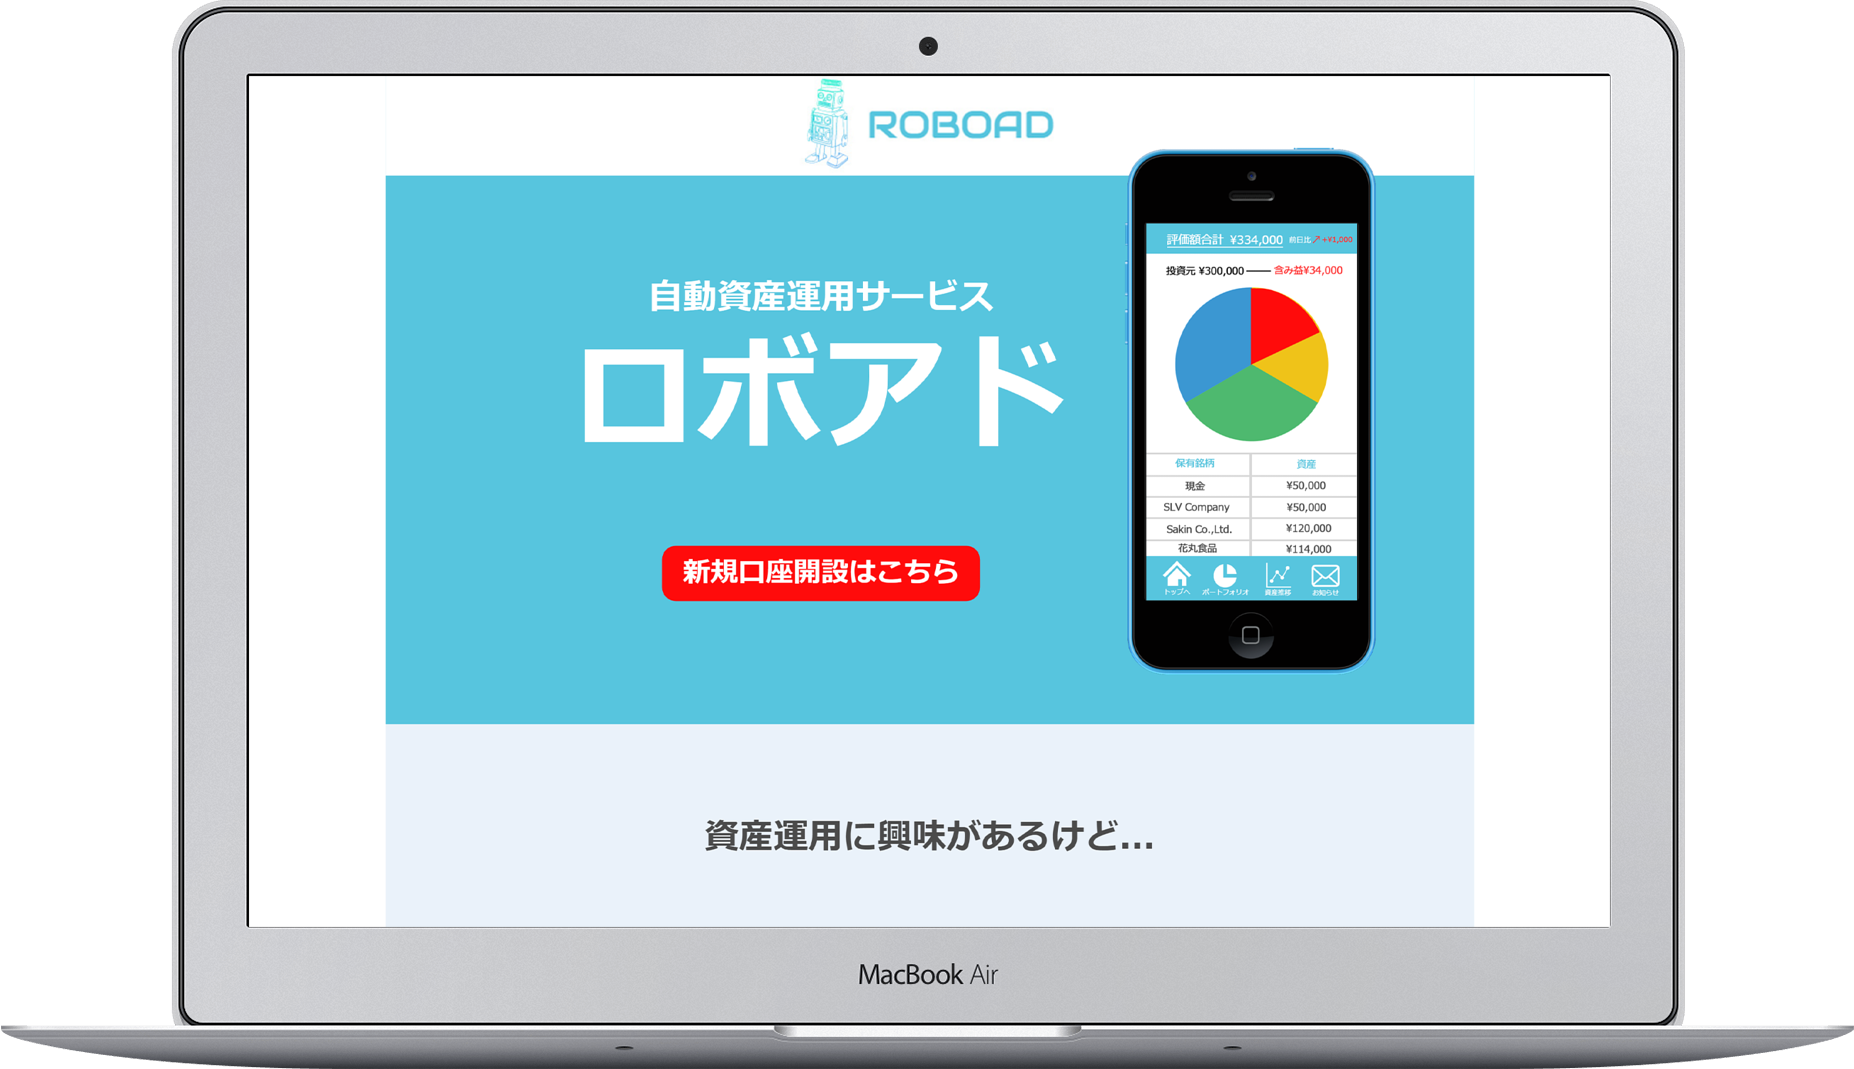 ROBOAD
自動資産運用サービス
ロボアド
新規口座開設はこちら
評価額合計 ¥334,000 前日比↗+¥1,000
投資元 ¥300,000 含み益¥34,000
保有銘柄 資産
現金 ¥50,000
SLV Company ¥50,000
Sakin Co.,Ltd. ¥120,000
花丸食品 ¥114,000
トップへ ポートフォリオ 資産推移 お知らせ
資産運用に興味があるけど...
MacBook Air